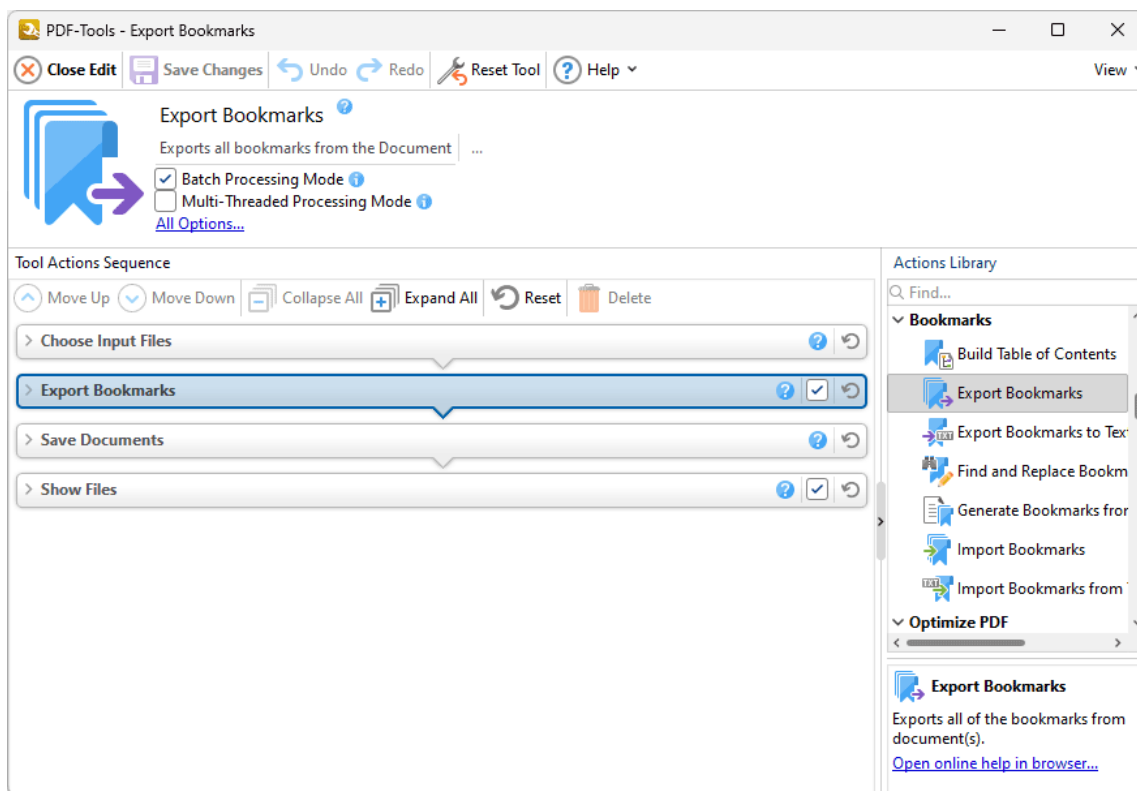 PDF-Tools - Export Bookmarks
Close Edit Save Changes Undo Redo Reset Tool ? Help View
Export Bookmarks ?
Exports all bookmarks from the Document ...
Batch Processing Mode i
Multi-Threaded Processing Mode i
All Options...
Tool Actions Sequence
Move Up Move Down Collapse All Expand All Reset Delete
Choose Input Files ?
Export Bookmarks ?
Save Documents ?
Show Files ?
Actions Library
Find...
Bookmarks
Build Table of Contents
Export Bookmarks
TXT Export Bookmarks to Tex
Find and Replace Bookm
Generate Bookmarks fro
Import Bookmarks
TXT Import Bookmarks from
Optimize PDF
Export Bookmarks
Exports all of the bookmarks from
document(s).
Open online help in browser...